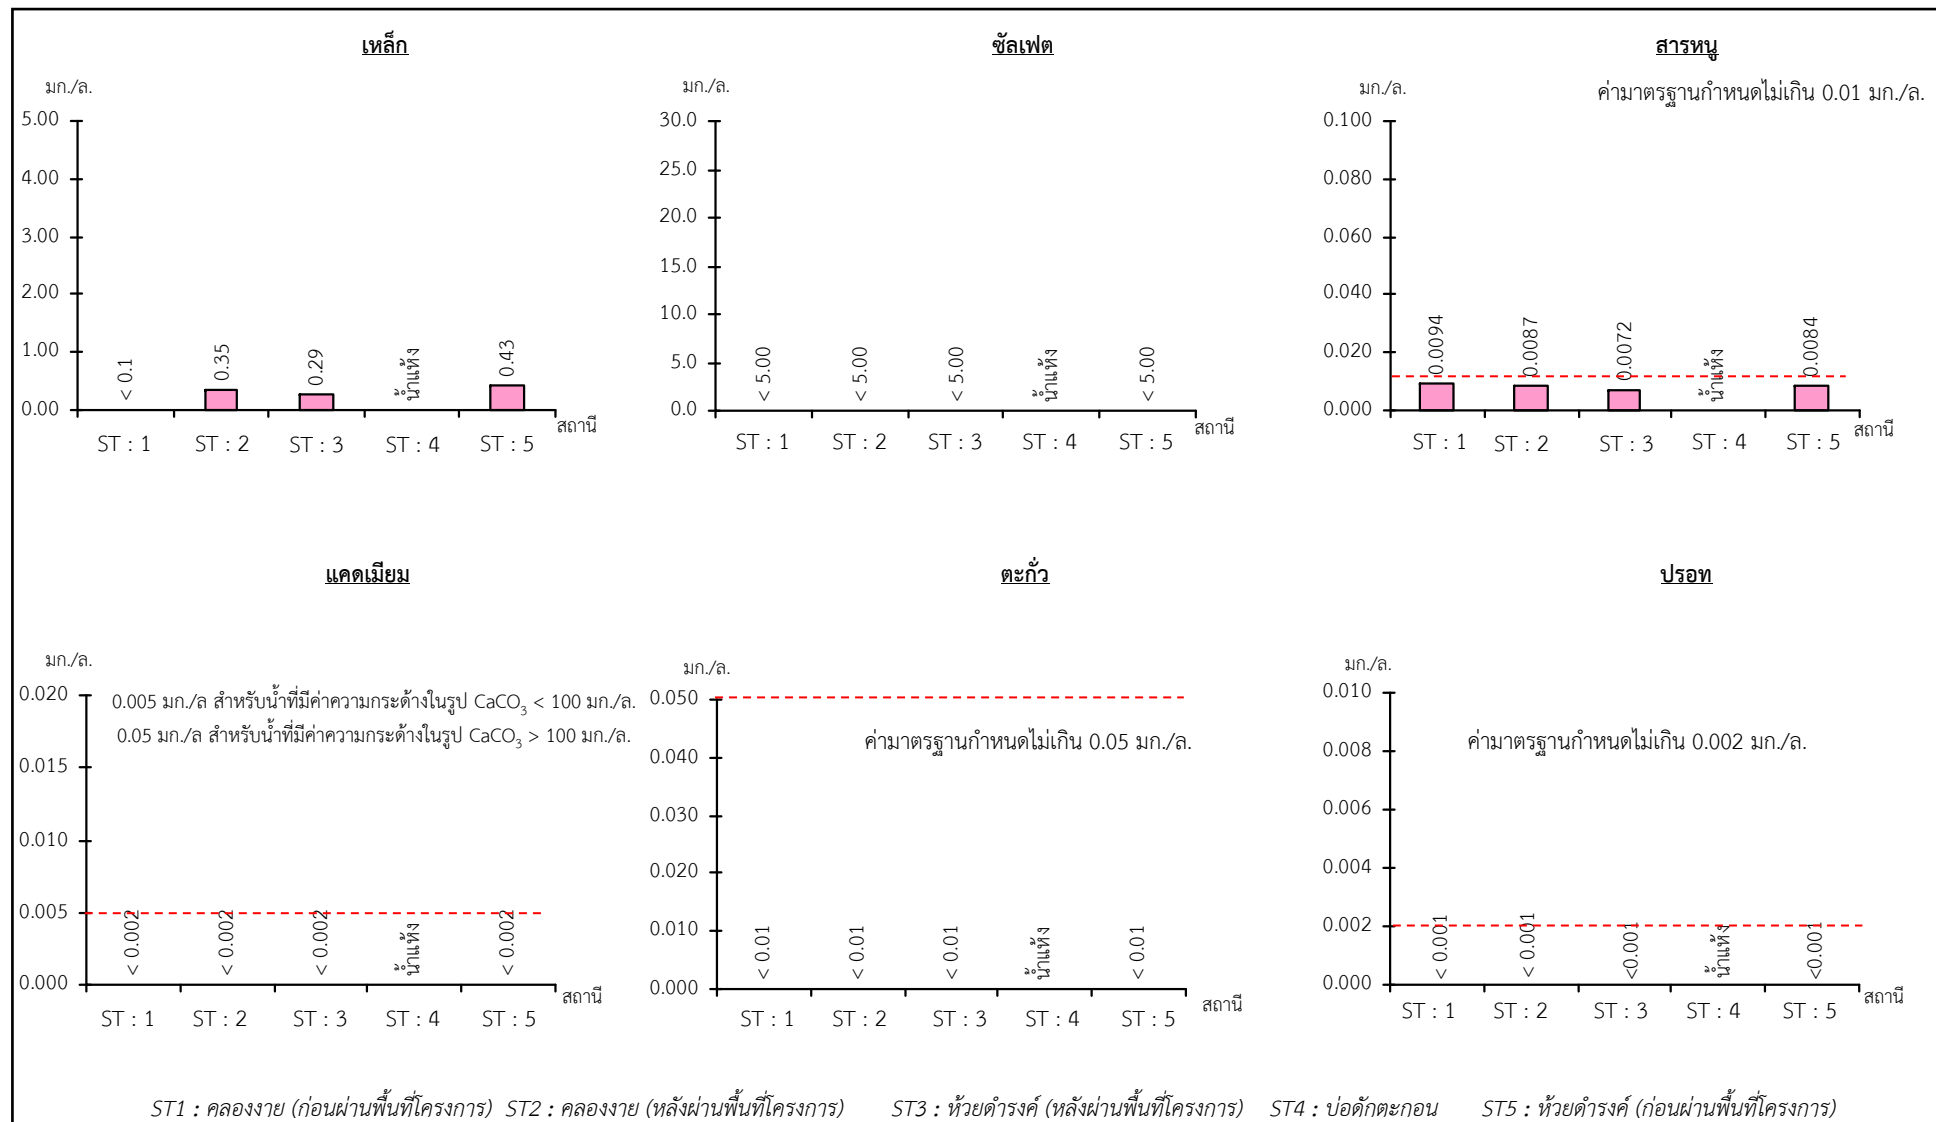 เหล็ก
มก./ล.
5.00
4.00
3.00
2.00
1.00
0.00
< 0.1
0.35
0.29
น้ำแห้ง
0.43
ST : 1 ST : 2 ST : 3 ST : 4 ST : 5
สถานี
ซัลเฟต
มก./ล.
30.0
25.0
20.0
15.0
10.0
5.0
0.0
< 5.00
< 5.00
< 5.00
น้ำแห้ง
< 5.00
ST : 1 ST : 2 ST : 3 ST : 4 ST : 5
สถานี
สารหนู
มก./ล.
ค่ามาตรฐานกำหนดไม่เกิน 0.01 มก./ล.
0.100
0.080
0.060
0.040
0.020
0.000
0.0094
0.0087
0.0072
น้ำแห้ง
0.0084
ST : 1 ST : 2 ST : 3 ST : 4 ST : 5
สถานี
แคดเมียม
มก./ล.
0.005 มก./ล สำหรับน้ำที่มีค่าความกระด้างในรูป CaCO₃ < 100 มก./ล.
0.05 มก./ล สำหรับน้ำที่มีค่าความกระด้างในรูป CaCO₃ > 100 มก./ล.
0.020
0.015
0.010
0.005
0.000
< 0.002
< 0.002
< 0.002
น้ำแห้ง
< 0.002
ST : 1 ST : 2 ST : 3 ST : 4 ST : 5
สถานี
ตะกั่ว
มก./ล.
ค่ามาตรฐานกำหนดไม่เกิน 0.05 มก./ล.
0.050
0.040
0.030
0.020
0.010
0.000
< 0.01
< 0.01
< 0.01
น้ำแห้ง
< 0.01
ST : 1 ST : 2 ST : 3 ST : 4 ST : 5
สถานี
ปรอท
มก./ล.
ค่ามาตรฐานกำหนดไม่เกิน 0.002 มก./ล.
0.010
0.008
0.006
0.004
0.002
0.000
< 0.001
< 0.001
<0.001
น้ำแห้ง
<0.001
ST : 1 ST : 2 ST : 3 ST : 4 ST : 5
สถานี
ST1 : คลองงาย (ก่อนผ่านพื้นที่โครงการ) ST2 : คลองงาย (หลังผ่านพื้นที่โครงการ) ST3 : ห้วยดำรงค์ (หลังผ่านพื้นที่โครงการ) ST4 : บ่อดักตะกอน ST5 : ห้วยดำรงค์ (ก่อนผ่านพื้นที่โครงการ)